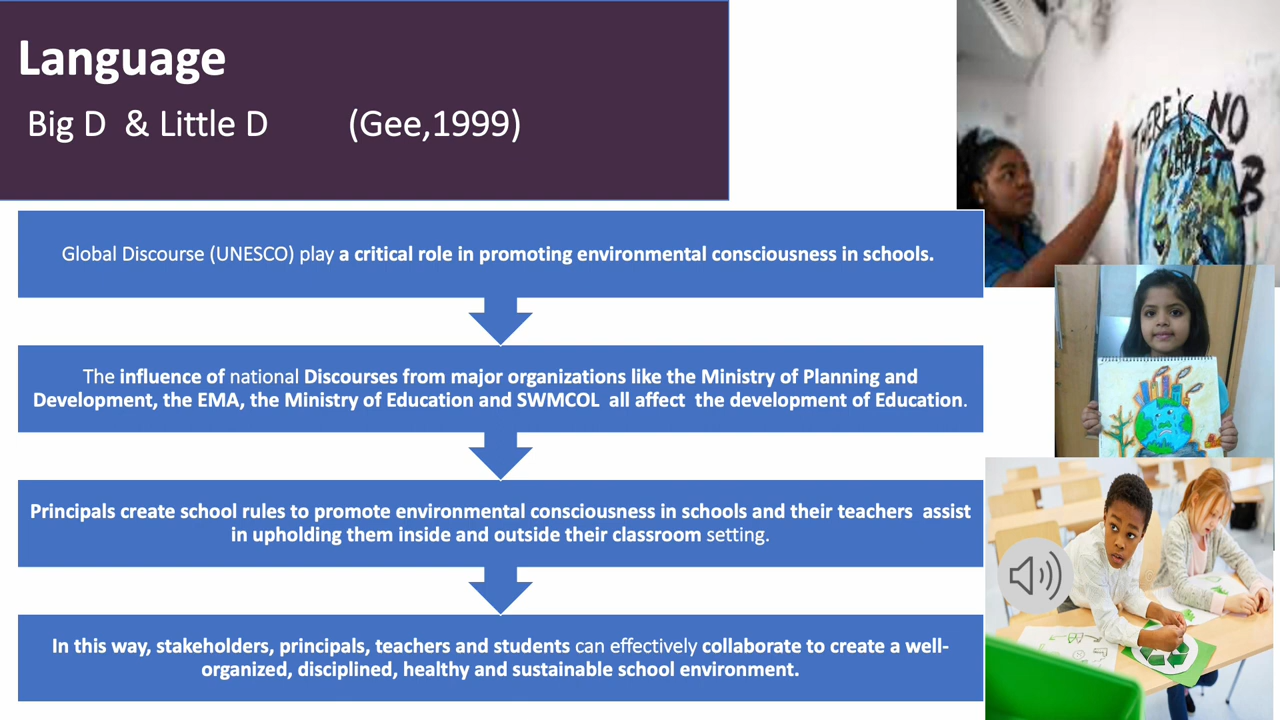 Language
Big D & Little D (Gee,1999)
Global Discourse (UNESCO) play a critical role in promoting environmental consciousness in schools.
The influence of national Discourses from major organizations like the Ministry of Planning and
Development, the EMA, the Ministry of Education and SWMCOL all affect the development of Education.
Principals create school rules to promote environmental consciousness in schools and their teachers assist
in upholding them inside and outside their classroom setting.
In this way, stakeholders, principals, teachers and students can effectively collaborate to create a well-
organized, disciplined, healthy and sustainable school environment.
THERE IS NO
PLANET
B